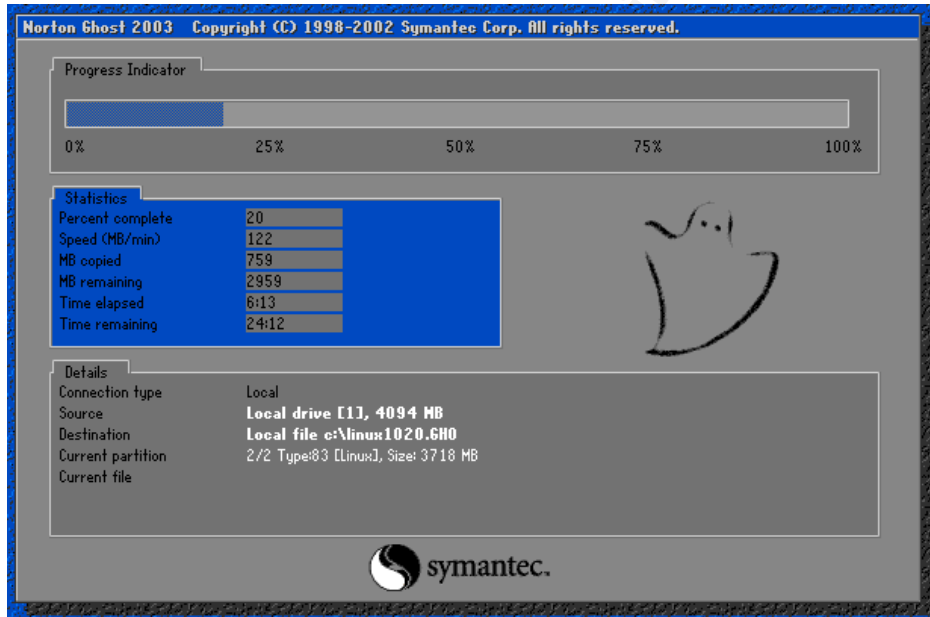 Norton Ghost 2003 Copyright (C) 1998-2002 Symantec Corp. All rights reserved.
Progress Indicator
0% 25% 50% 75% 100%
Statistics
Percent complete 20
Speed (MB/min) 122
MB copied 759
MB remaining 2959
Time elapsed 6:13
Time remaining 24:12
Details
Connection type Local
Source Local drive [1], 4094 MB
Destination Local file c:\linux1020.GHO
Current partition 2/2 Type:83 [Linux], Size: 3718 MB
Current file
symantec.